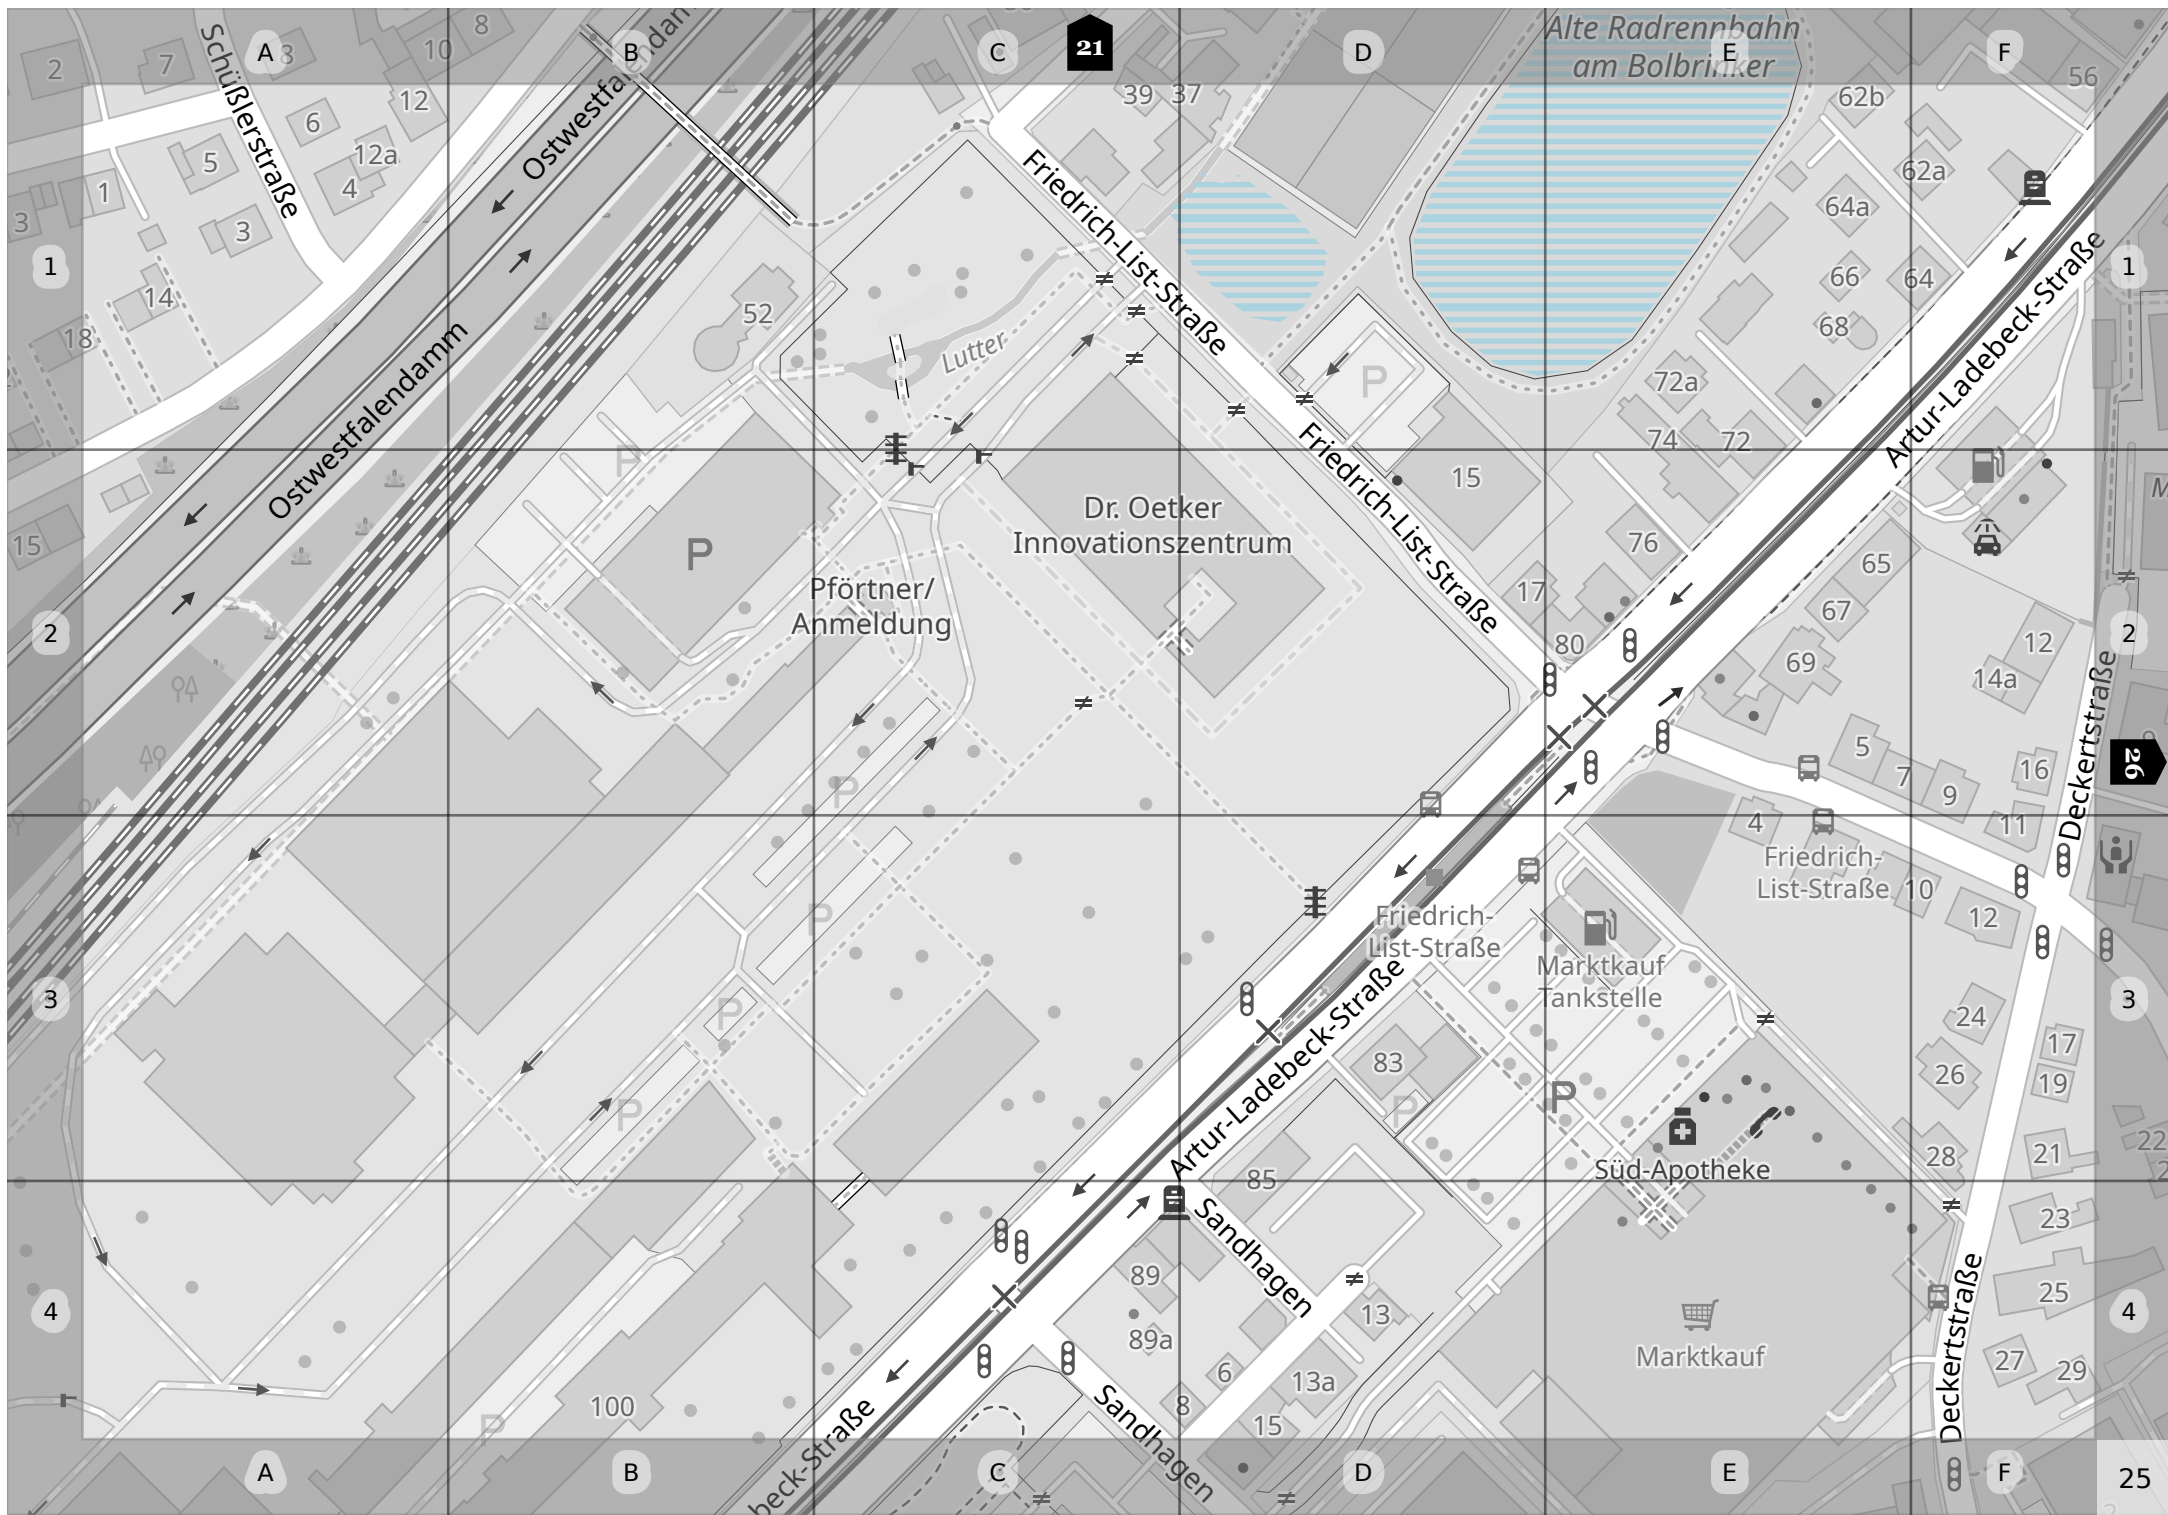 A
B
C
21
D
E
F
Schüßlerstraße
8
10
8
2
7
12
6
12a
5
4
1
3
3
14
18
15
1
Ostwestfalendamm
Ostwestfalendamm
52
P
Lutter
39
37
Friedrich-List-Straße
Alte Radrennbahn
am Bolbrinker
62b
56
62a
64a
66
64
68
72a
74
72
1
Artur-Ladebeck-Straße
P
15
Friedrich-List-Straße
P
Dr. Oetker
Innovationszentrum
Pförtner/
Anmeldung
2
76
17
80
65
67
69
12
14a
2
Deckertstraße
M
5
7
9
16
11
26
P
P
P
P
4
Friedrich-
List-Straße
10
12
Friedrich-
List-Straße
Marktkauf
Tankstelle
3
24
17
26
19
3
Artur-Ladebeck-Straße
83
P
P
Süd-Apotheke
28
21
22
85
Sandhagen
89
89a
13
6
13a
8
15
23
25
27
29
4
Marktkauf
Deckertstraße
4
100
P
beck-Straße
Sandhagen
A
B
C
D
E
F
25